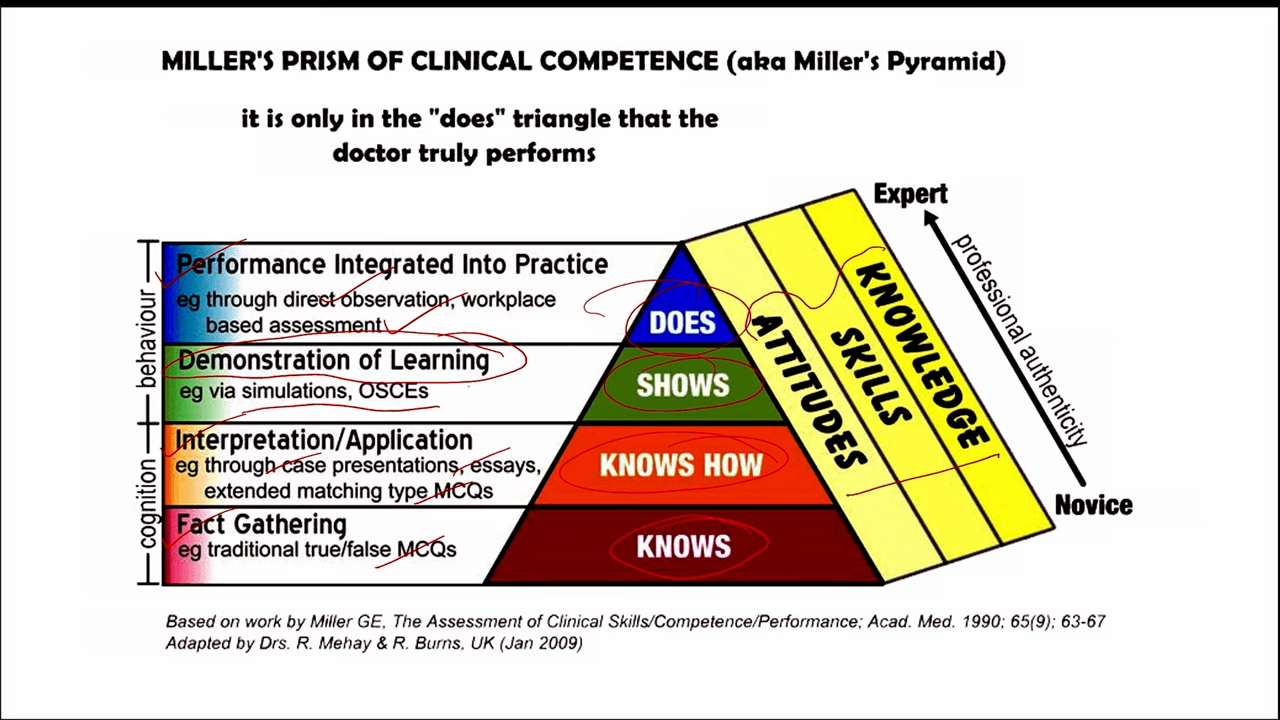 MILLER'S PRISM OF CLINICAL COMPETENCE (aka Miller's Pyramid)
it is only in the "does" triangle that the
doctor truly performs
Expert
professional authenticity
Novice
behaviour
cognition
Performance Integrated Into Practice
eg through direct observation, workplace
based assessment
DOES
Demonstration of Learning
eg via simulations, OSCEs
SHOWS
Interpretation/Application
eg through case presentations, essays,
extended matching type MCQs
KNOWS HOW
Fact Gathering
eg traditional true/false MCQs
KNOWS
ATTITUDES
SKILLS
KNOWLEDGE
Based on work by Miller GE, The Assessment of Clinical Skills/Competence/Performance; Acad. Med. 1990; 65(9); 63-67
Adapted by Drs. R. Mehay & R. Burns, UK (Jan 2009)